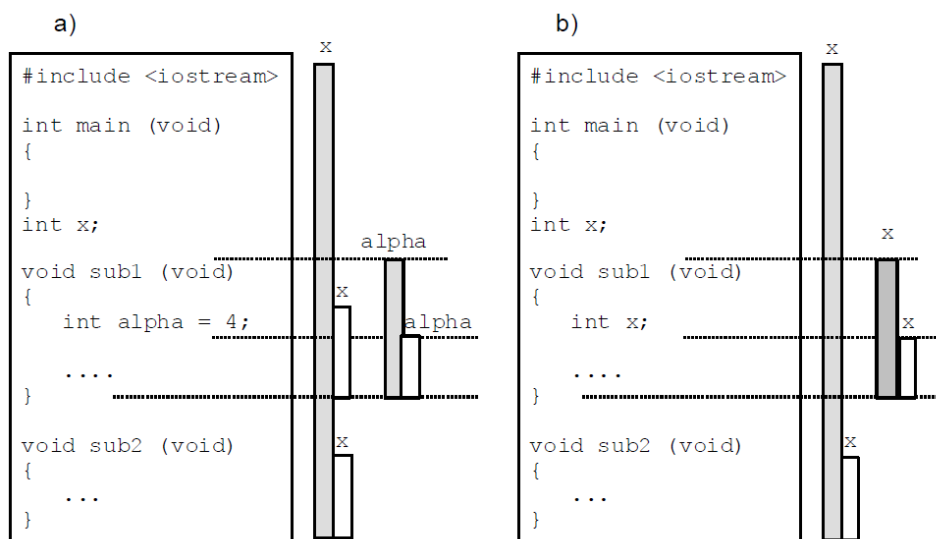 a)
x
#include <iostream>
int main (void)
{
}
int x;
alpha
void sub1 (void)
{
x
int alpha = 4;
alpha
....
}
void sub2 (void)
x
{
...
}
b)
x
#include <iostream>
int main (void)
{
}
int x;
x
void sub1 (void)
{
int x;
x
....
}
void sub2 (void)
x
{
...
}